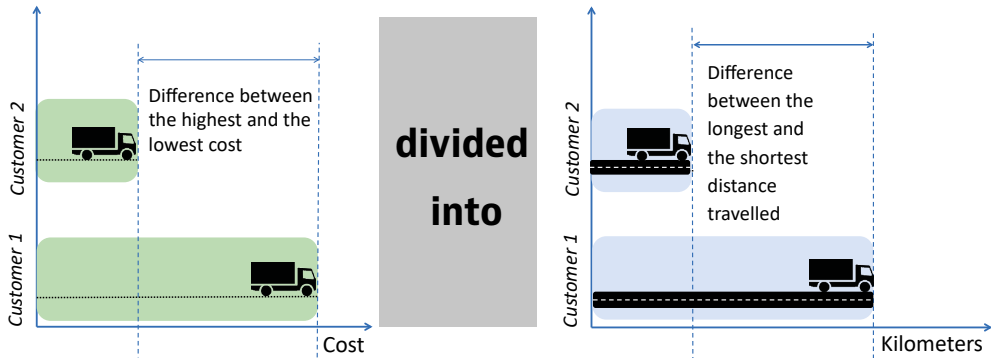 Customer 2
Difference between
the highest and the
lowest cost
Customer 1
Cost
divided
into
Customer 2
Difference
between the
longest and
the shortest
distance
travelled
Customer 1
Kilometers